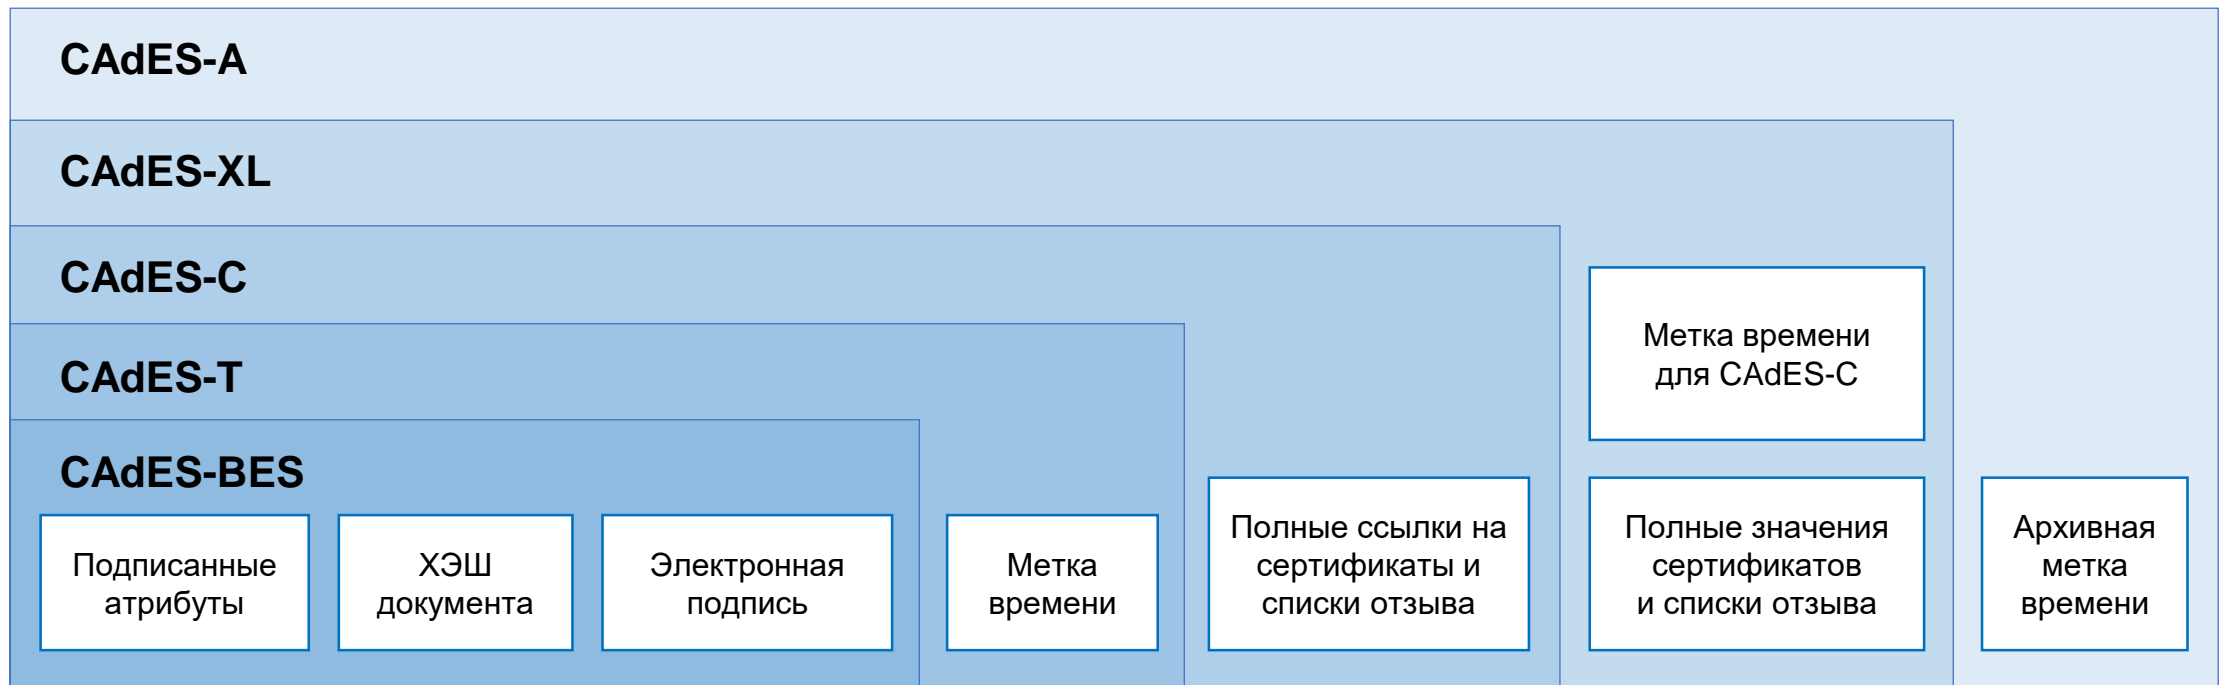 CAdES-A
CAdES-XL
CAdES-C
CAdES-T
CAdES-BES
Подписанные
атрибуты
ХЭШ
документа
Электронная
подпись
Метка
времени
Полные ссылки на
сертификаты и
списки отзыва
Метка времени
для CAdES-C
Полные значения
сертификатов
и списки отзыва
Архивная
метка
времени